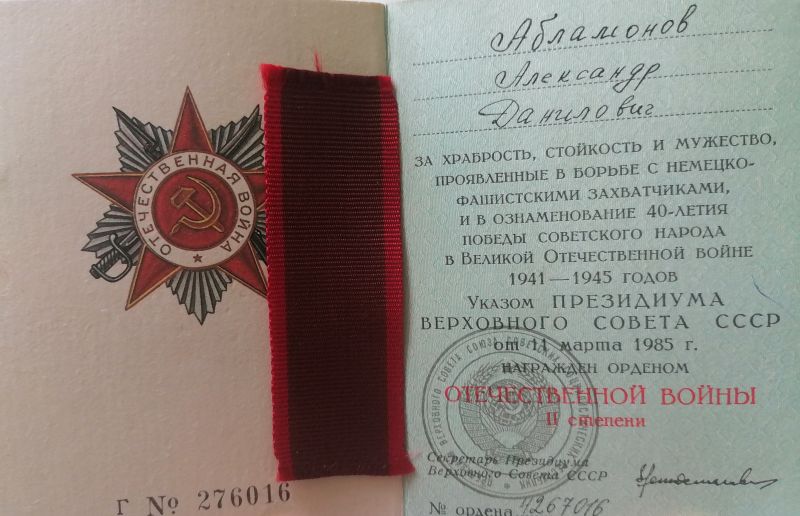 ОТЕЧЕСТВЕННАЯ ВОЙНА
Г № 276016
Абламонов
Александр
Данилович
ЗА ХРАБРОСТЬ, СТОЙКОСТЬ И МУЖЕСТВО,
ПРОЯВЛЕННЫЕ В БОРЬБЕ С НЕМЕЦКО-
ФАШИСТСКИМИ ЗАХВАТЧИКАМИ,
И В ОЗНАМЕНОВАНИЕ 40-ЛЕТИЯ
ПОБЕДЫ СОВЕТСКОГО НАРОДА
В ВЕЛИКОЙ ОТЕЧЕСТВЕННОЙ ВОЙНЕ
1941—1945 ГОДОВ
УКАЗОМ ПРЕЗИДИУМА
ВЕРХОВНОГО СОВЕТА СССР
от 11 марта 1985 г.
НАГРАЖДЕН ОРДЕНОМ
ОТЕЧЕСТВЕННОЙ ВОЙНЫ
II степени
Секретарь Президиума
Верховного Совета СССР
№ ордена 4267016